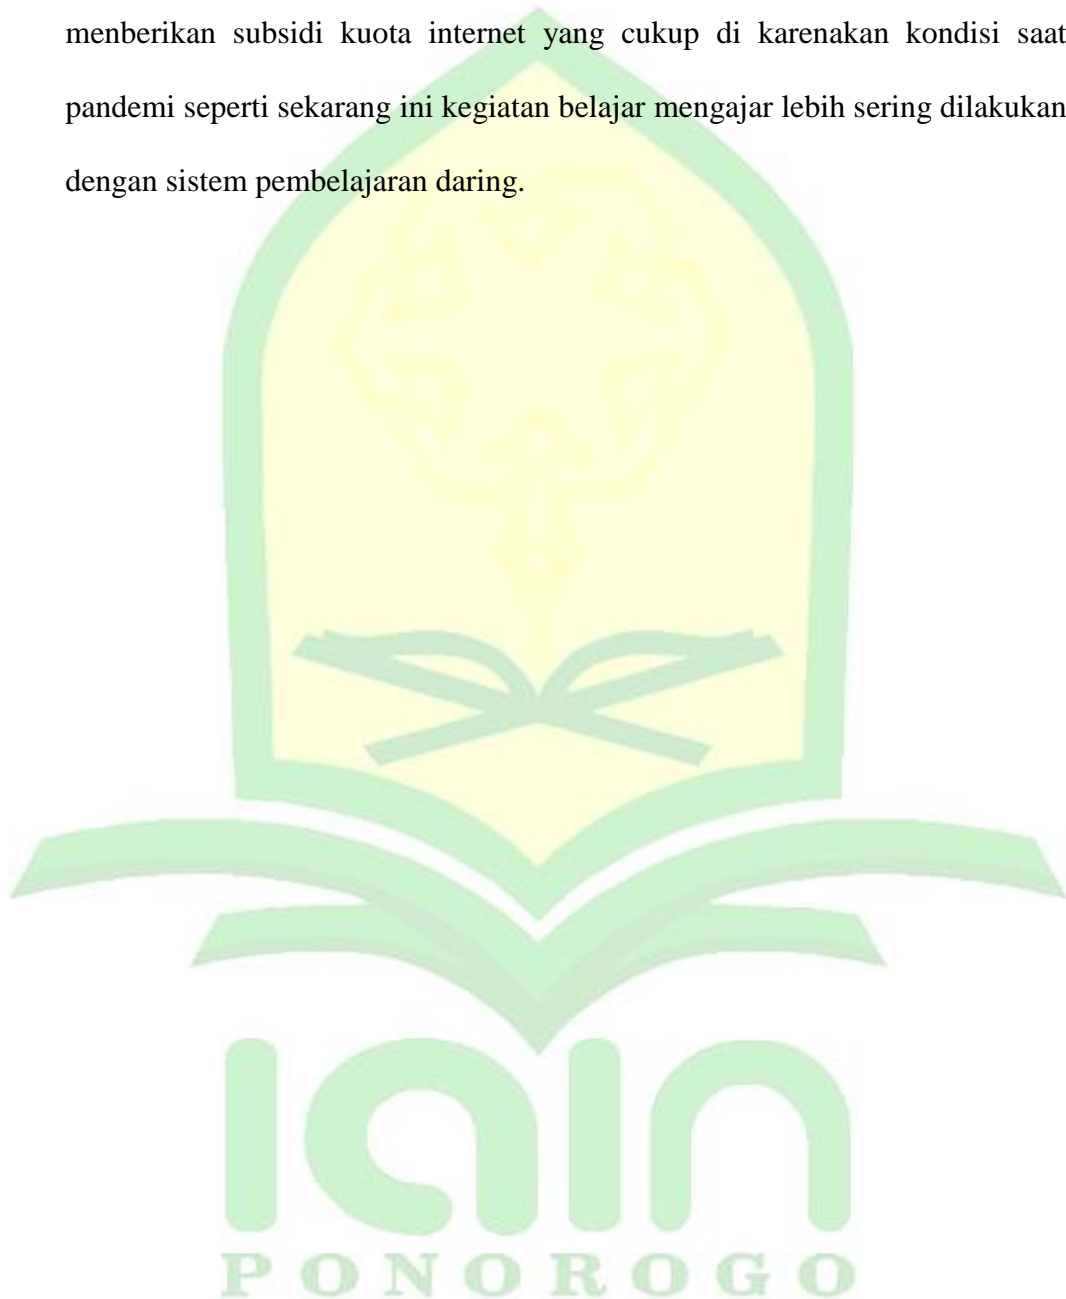 menberikan subsidi kuota internet yang cukup di karenakan kondisi saat
pandemi seperti sekarang ini kegiatan belajar mengajar lebih sering dilakukan
dengan sistem pembelajaran daring.
iain
PONOROGO